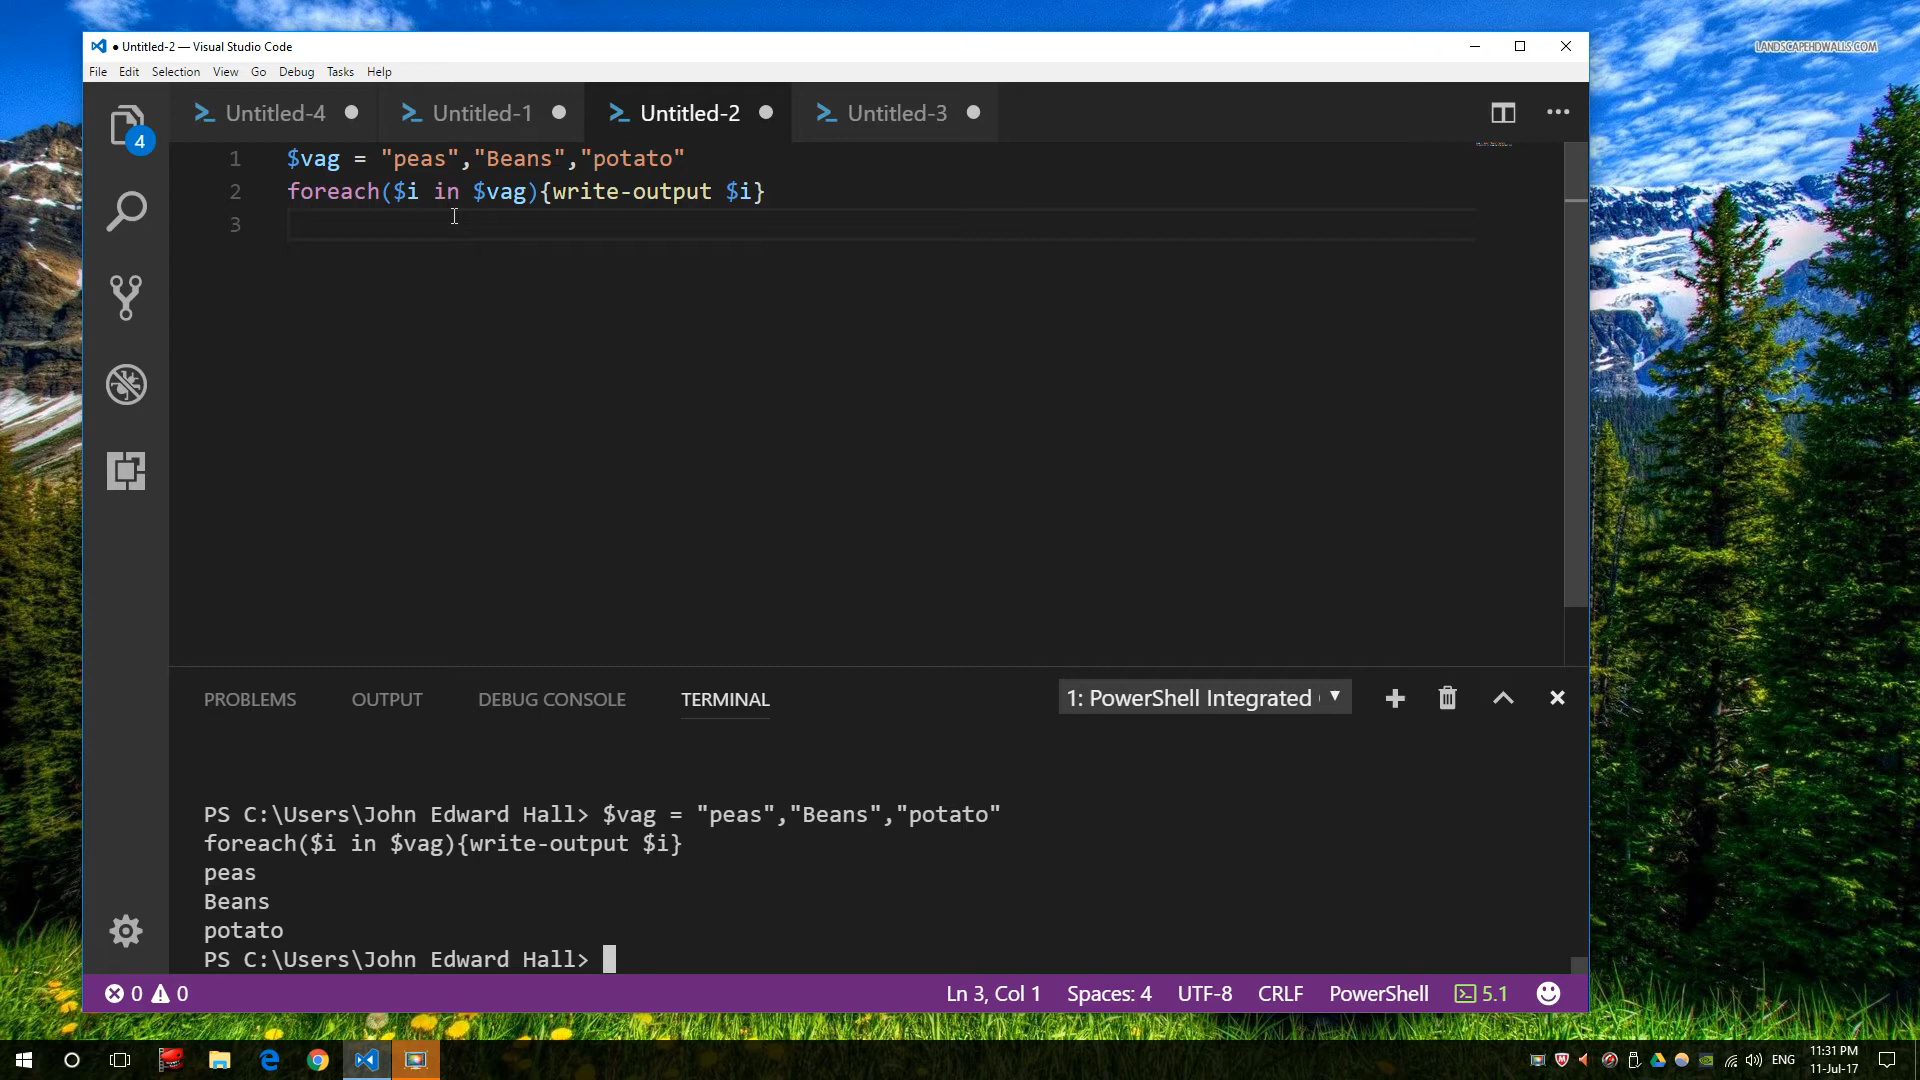 LANDSCAPEHDWALLS.COM
● Untitled-2 — Visual Studio Code
File Edit Selection View Go Debug Tasks Help
4
Untitled-4 Untitled-1 Untitled-2 Untitled-3
1 $vag = "peas","Beans","potato"
2 foreach($i in $vag){write-output $i}
3
PROBLEMS OUTPUT DEBUG CONSOLE TERMINAL 1: PowerShell Integrated
PS C:\Users\John Edward Hall> $vag = "peas","Beans","potato"
foreach($i in $vag){write-output $i}
peas
Beans
potato
PS C:\Users\John Edward Hall>
0 0 Ln 3, Col 1 Spaces: 4 UTF-8 CRLF PowerShell 5.1
ENG 11:31 PM
11-Jul-17